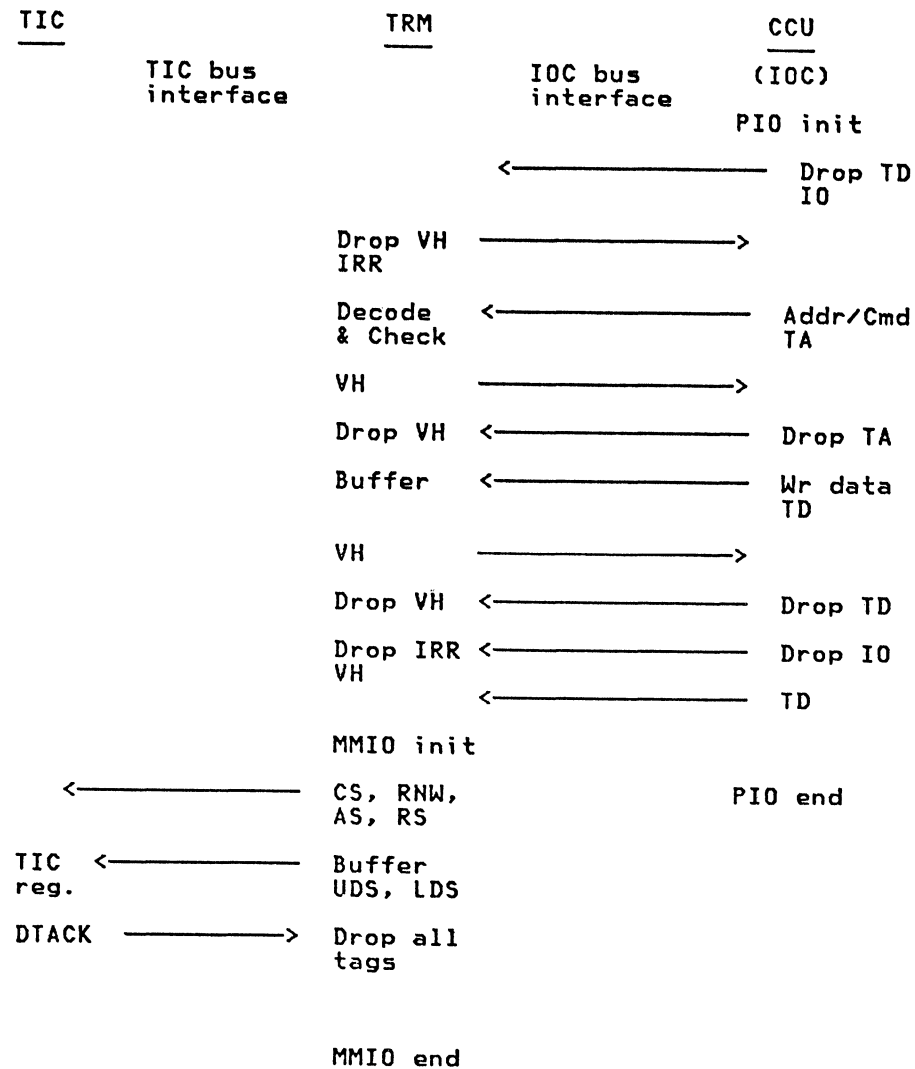 TIC TRM CCU
TIC bus IOC bus (IOC)
interface interface
PIO init
<———— Drop TD
IO
Drop VH ————>
IRR
Decode <———— Addr/Cmd
& Check TA
VH ————>
Drop VH <———— Drop TA
Buffer <———— Wr data
TD
VH ————>
Drop VH <———— Drop TD
Drop IRR <———— Drop IO
VH
<———— TD
MMIO init
<———— CS, RNW, PIO end
AS, RS
TIC <———— Buffer
reg. UDS, LDS
DTACK ————> Drop all
tags
MMIO end